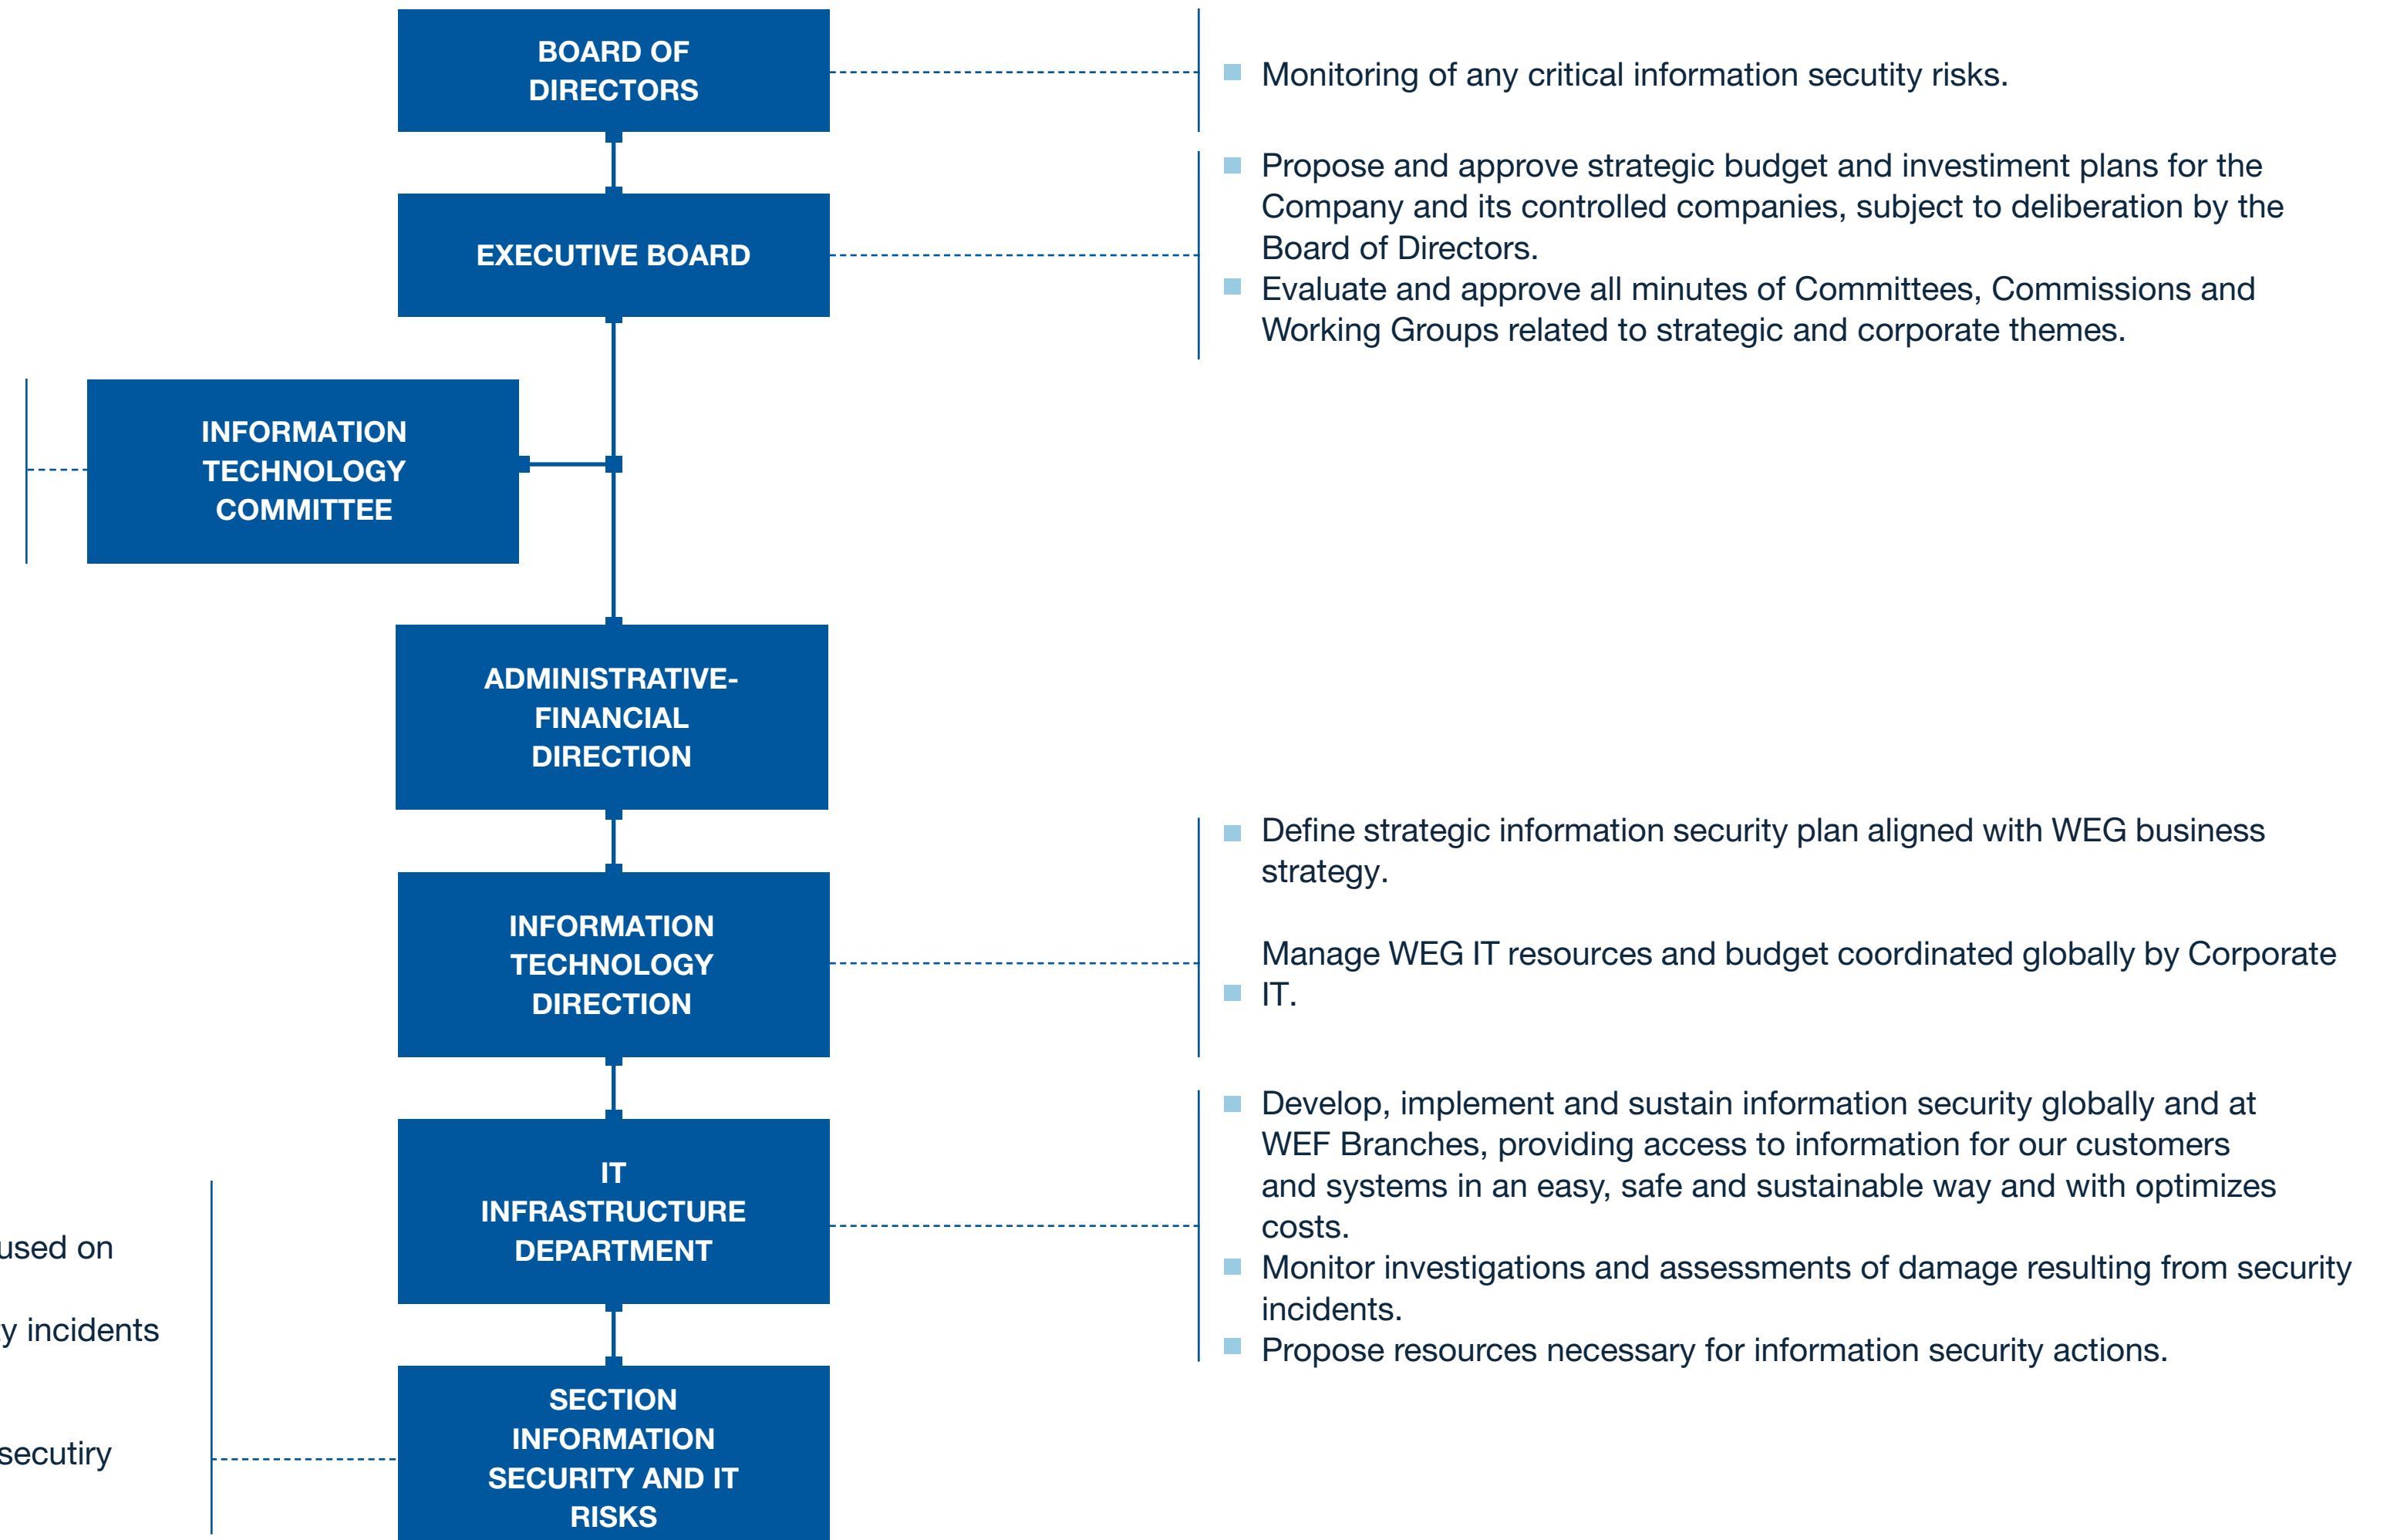 BOARD OF
DIRECTORS
Monitoring of any critical information secutity risks.
EXECUTIVE BOARD
Propose and approve strategic budget and investiment plans for the
Company and its controlled companies, subject to deliberation by the
Board of Directors.
Evaluate and approve all minutes of Committees, Commissions and
Working Groups related to strategic and corporate themes.
INFORMATION
TECHNOLOGY
COMMITTEE
ADMINISTRATIVE-
FINANCIAL
DIRECTION
INFORMATION
TECHNOLOGY
DIRECTION
Define strategic information security plan aligned with WEG business
strategy.
Manage WEG IT resources and budget coordinated globally by Corporate
IT.
IT
INFRASTRUCTURE
DEPARTMENT
Develop, implement and sustain information security globally and at
WEF Branches, providing access to information for our customers
and systems in an easy, safe and sustainable way and with optimizes
costs.
Monitor investigations and assessments of damage resulting from security
incidents.
Propose resources necessary for information security actions.
on
incidents
secutiry
SECTION
INFORMATION
SECURITY AND IT
RISKS